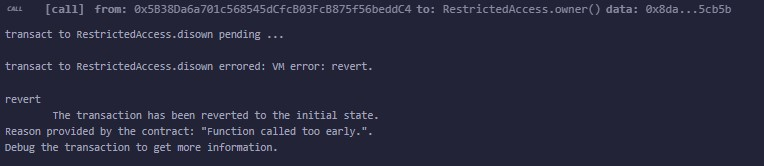 CALL [call] from: 0x5B38Da6a701c568545dCfcB03FcB875f56beddC4 to: RestrictedAccess.owner() data: 0x8da...5cb5b
transact to RestrictedAccess.disown pending ...
transact to RestrictedAccess.disown errored: VM error: revert.
revert
The transaction has been reverted to the initial state.
Reason provided by the contract: "Function called too early.".
Debug the transaction to get more information.